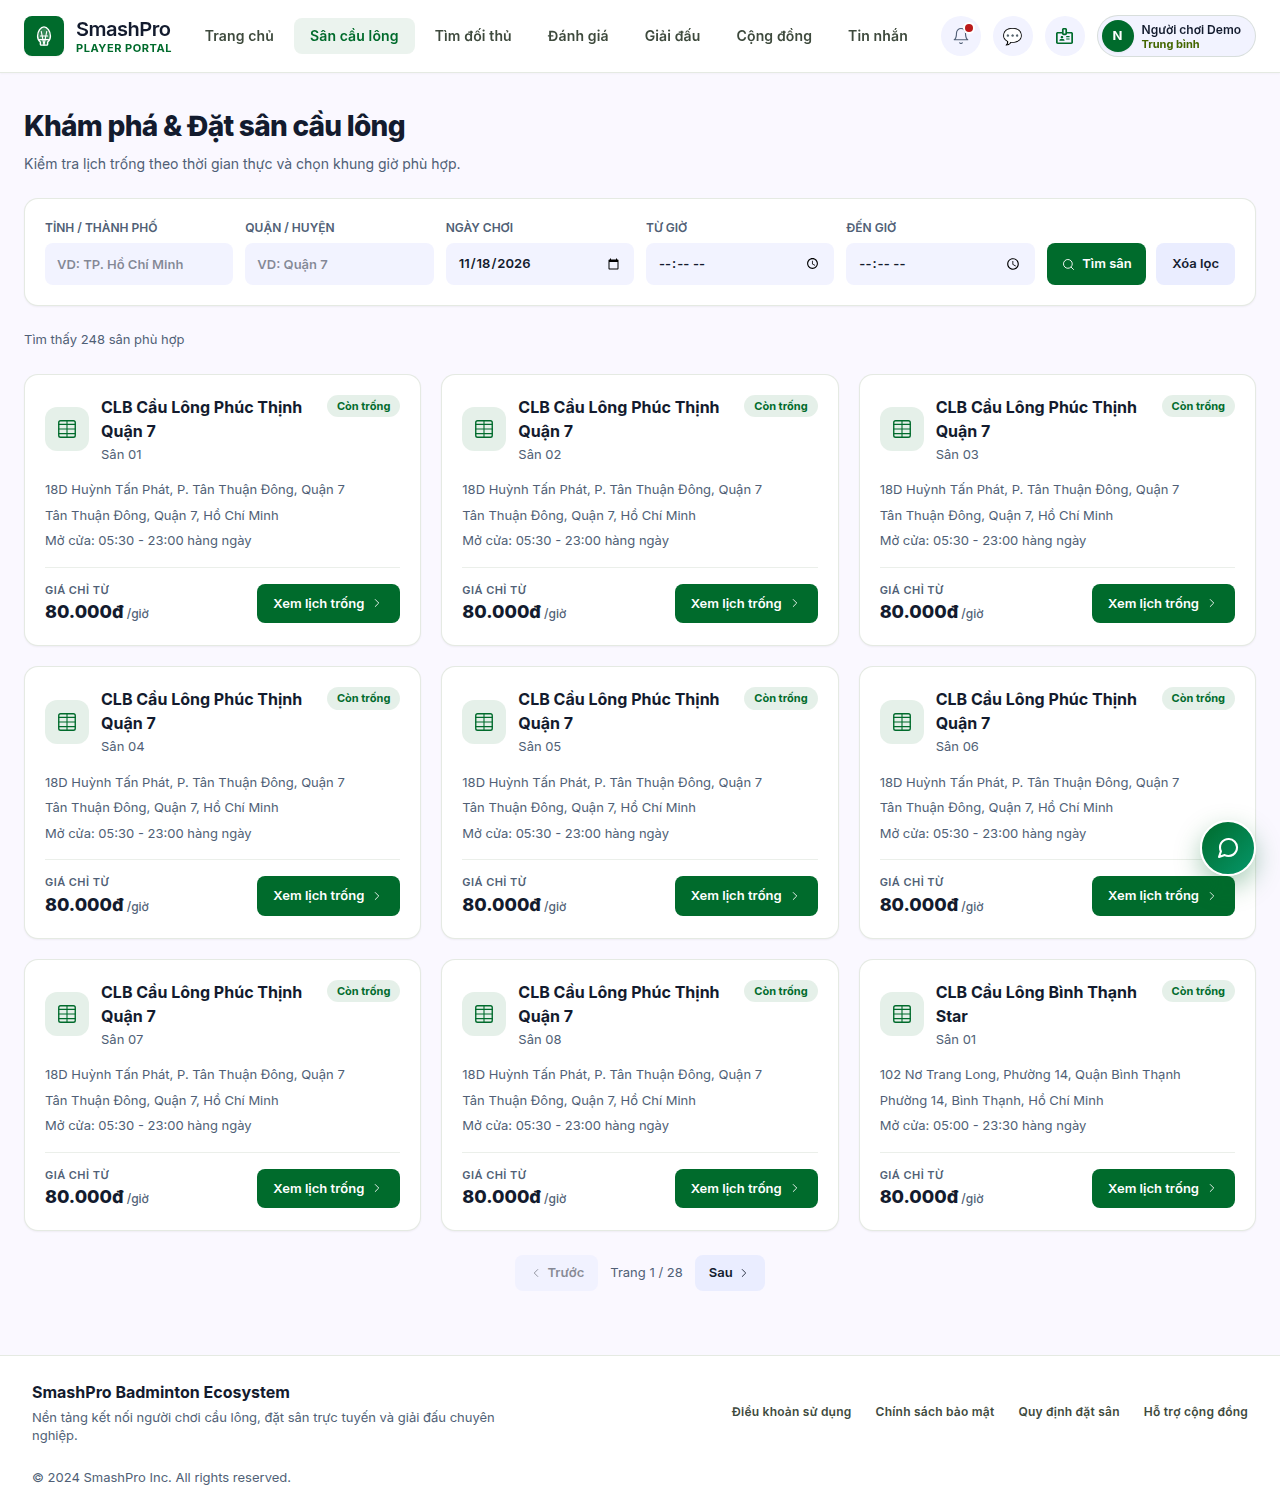 SmashPro
PLAYER PORTAL
Trang chủ
Sân cầu lông
Tìm đối thủ
Đánh giá
Giải đấu
Cộng đồng
Tin nhắn
N
Người chơi Demo
Trung bình
Khám phá & Đặt sân cầu lông
Kiểm tra lịch trống theo thời gian thực và chọn khung giờ phù hợp.
TỈNH / THÀNH PHỐ
QUẬN / HUYỆN
NGÀY CHƠI
TỪ GIỜ
ĐẾN GIỜ
VD: TP. Hồ Chí Minh
VD: Quận 7
11/18/2026
--:-- --
--:-- --
Tìm sân
Xóa lọc
Tìm thấy 248 sân phù hợp
CLB Cầu Lông Phúc Thịnh
Quận 7
Còn trống
Sân 01
18D Huỳnh Tấn Phát, P. Tân Thuận Đông, Quận 7
Tân Thuận Đông, Quận 7, Hồ Chí Minh
Mở cửa: 05:30 - 23:00 hàng ngày
GIÁ CHỈ TỪ
80.000đ /giờ
Xem lịch trống
CLB Cầu Lông Phúc Thịnh
Quận 7
Còn trống
Sân 02
18D Huỳnh Tấn Phát, P. Tân Thuận Đông, Quận 7
Tân Thuận Đông, Quận 7, Hồ Chí Minh
Mở cửa: 05:30 - 23:00 hàng ngày
GIÁ CHỈ TỪ
80.000đ /giờ
Xem lịch trống
CLB Cầu Lông Phúc Thịnh
Quận 7
Còn trống
Sân 03
18D Huỳnh Tấn Phát, P. Tân Thuận Đông, Quận 7
Tân Thuận Đông, Quận 7, Hồ Chí Minh
Mở cửa: 05:30 - 23:00 hàng ngày
GIÁ CHỈ TỪ
80.000đ /giờ
Xem lịch trống
CLB Cầu Lông Phúc Thịnh
Quận 7
Còn trống
Sân 04
18D Huỳnh Tấn Phát, P. Tân Thuận Đông, Quận 7
Tân Thuận Đông, Quận 7, Hồ Chí Minh
Mở cửa: 05:30 - 23:00 hàng ngày
GIÁ CHỈ TỪ
80.000đ /giờ
Xem lịch trống
CLB Cầu Lông Phúc Thịnh
Quận 7
Còn trống
Sân 05
18D Huỳnh Tấn Phát, P. Tân Thuận Đông, Quận 7
Tân Thuận Đông, Quận 7, Hồ Chí Minh
Mở cửa: 05:30 - 23:00 hàng ngày
GIÁ CHỈ TỪ
80.000đ /giờ
Xem lịch trống
CLB Cầu Lông Phúc Thịnh
Quận 7
Còn trống
Sân 06
18D Huỳnh Tấn Phát, P. Tân Thuận Đông, Quận 7
Tân Thuận Đông, Quận 7, Hồ Chí Minh
Mở cửa: 05:30 - 23:00 hàng ngày
GIÁ CHỈ TỪ
80.000đ /giờ
Xem lịch trống
CLB Cầu Lông Phúc Thịnh
Quận 7
Còn trống
Sân 07
18D Huỳnh Tấn Phát, P. Tân Thuận Đông, Quận 7
Tân Thuận Đông, Quận 7, Hồ Chí Minh
Mở cửa: 05:30 - 23:00 hàng ngày
GIÁ CHỈ TỪ
80.000đ /giờ
Xem lịch trống
CLB Cầu Lông Phúc Thịnh
Quận 7
Còn trống
Sân 08
18D Huỳnh Tấn Phát, P. Tân Thuận Đông, Quận 7
Tân Thuận Đông, Quận 7, Hồ Chí Minh
Mở cửa: 05:30 - 23:00 hàng ngày
GIÁ CHỈ TỪ
80.000đ /giờ
Xem lịch trống
CLB Cầu Lông Bình Thạnh
Star
Còn trống
Sân 01
102 Nơ Trang Long, Phường 14, Quận Bình Thạnh
Phường 14, Bình Thạnh, Hồ Chí Minh
Mở cửa: 05:00 - 23:30 hàng ngày
GIÁ CHỈ TỪ
80.000đ /giờ
Xem lịch trống
Trước
Trang 1 / 28
Sau
SmashPro Badminton Ecosystem
Nền tảng kết nối người chơi cầu lông, đặt sân trực tuyến và giải đấu chuyên
nghiệp.
Điều khoản sử dụng
Chính sách bảo mật
Quy định đặt sân
Hỗ trợ cộng đồng
© 2024 SmashPro Inc. All rights reserved.